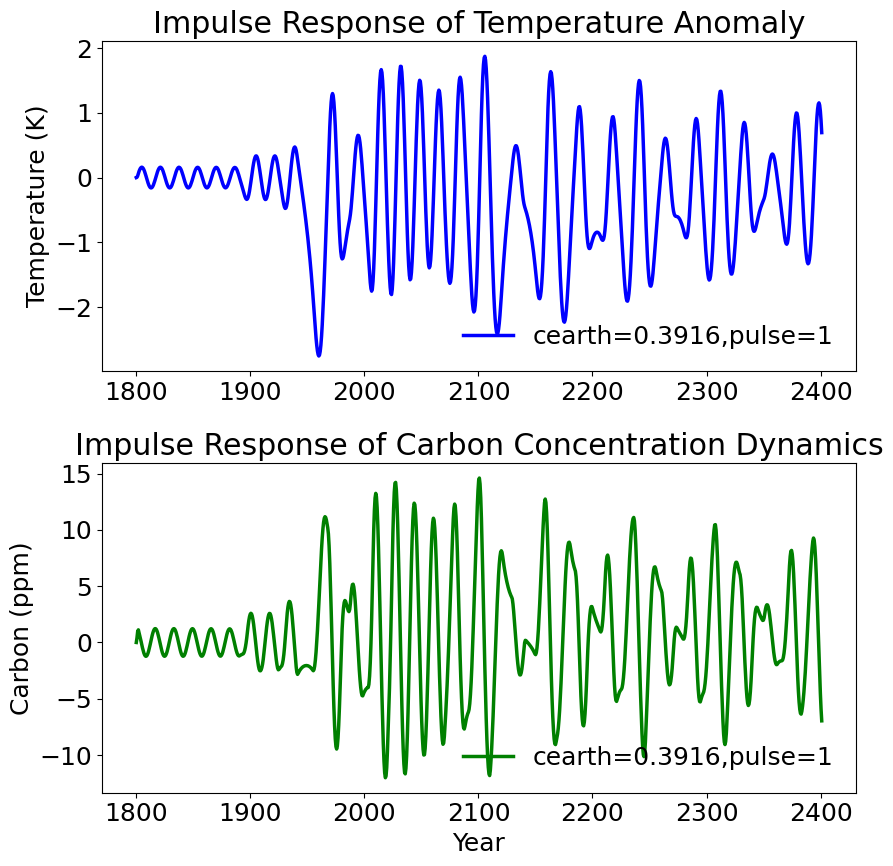 Impulse Response of Temperature Anomaly
Temperature (K)
2
1
0
−1
−2
cearth=0.3916,pulse=1
1800 1900 2000 2100 2200 2300 2400
Impulse Response of Carbon Concentration Dynamics
Carbon (ppm)
15
10
5
0
−5
−10
cearth=0.3916,pulse=1
1800 1900 2000 2100 2200 2300 2400
Year